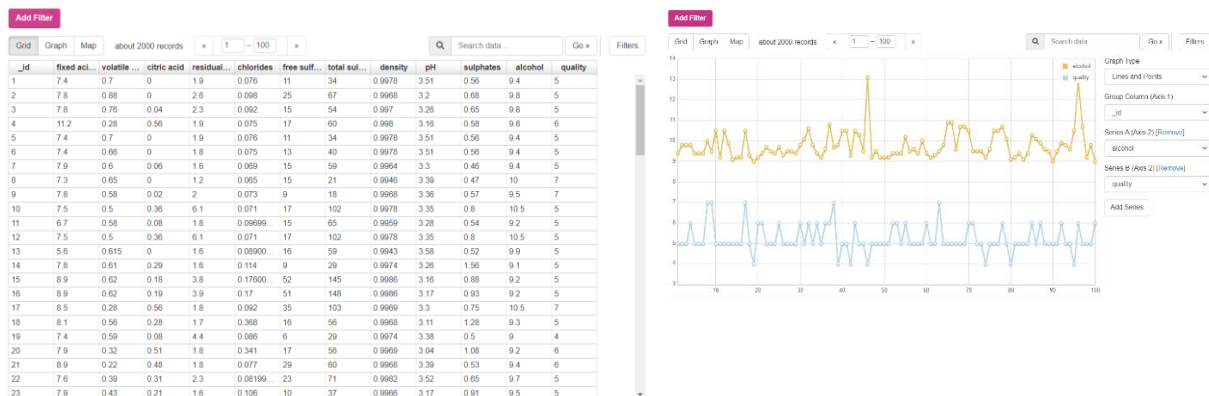 Add Filter
Grid Graph Map about 2000 records « 1 – 100 » Search data ... Go » Filters
_id fixed aci... volatile ... citric acid residual... chlorides free sulf... total sul... density pH sulphates alcohol quality
1 7.4 0.7 0 1.9 0.076 11 34 0.9978 3.51 0.56 9.4 5
2 7.8 0.88 0 2.6 0.098 25 67 0.9968 3.2 0.68 9.8 5
3 7.8 0.76 0.04 2.3 0.092 15 54 0.997 3.26 0.65 9.8 5
4 11.2 0.28 0.56 1.9 0.075 17 60 0.998 3.16 0.58 9.8 6
5 7.4 0.7 0 1.9 0.076 11 34 0.9978 3.51 0.56 9.4 5
6 7.4 0.66 0 1.8 0.075 13 40 0.9978 3.51 0.56 9.4 5
7 7.9 0.6 0.06 1.6 0.069 15 59 0.9964 3.3 0.46 9.4 5
8 7.3 0.65 0 1.2 0.065 15 21 0.9946 3.39 0.47 10 7
9 7.8 0.58 0.02 2 0.073 9 18 0.9968 3.36 0.57 9.5 7
10 7.5 0.5 0.36 6.1 0.071 17 102 0.9978 3.35 0.8 10.5 5
11 6.7 0.58 0.08 1.8 0.09699... 15 65 0.9959 3.28 0.54 9.2 5
12 7.5 0.5 0.36 6.1 0.071 17 102 0.9978 3.35 0.8 10.5 5
13 5.6 0.615 0 1.6 0.08900... 16 59 0.9943 3.58 0.52 9.9 5
14 7.8 0.61 0.29 1.6 0.114 9 29 0.9974 3.26 1.56 9.1 5
15 8.9 0.62 0.18 3.8 0.17600... 52 145 0.9986 3.16 0.88 9.2 5
16 8.9 0.62 0.19 3.9 0.17 51 148 0.9986 3.17 0.93 9.2 5
17 8.5 0.28 0.56 1.8 0.092 35 103 0.9969 3.3 0.75 10.5 7
18 8.1 0.56 0.28 1.7 0.368 16 56 0.9968 3.11 1.28 9.3 5
19 7.4 0.59 0.08 4.4 0.086 6 29 0.9974 3.38 0.5 9 4
20 7.9 0.32 0.51 1.8 0.341 17 56 0.9969 3.04 1.08 9.2 6
21 8.9 0.22 0.48 1.8 0.077 29 60 0.9968 3.39 0.53 9.4 6
22 7.6 0.39 0.31 2.3 0.08199... 23 71 0.9982 3.52 0.65 9.7 5
23 7.9 0.43 0.21 1.6 0.106 10 37 0.9966 3.17 0.91 9.5 5
Add Filter
Grid Graph Map about 2000 records « 1 – 100 » Search data Go » Filters
14
13
12
11
10
9
8
7
6
5
4
3
10 20 30 40 50 60 70 80 90 100
alcohol
quality
Graph Type
Lines and Points
Group Column (Axis 1)
_id
Series A (Axis 2) [Remove]
alcohol
Series B (Axis 2) [Remove]
quality
Add Series